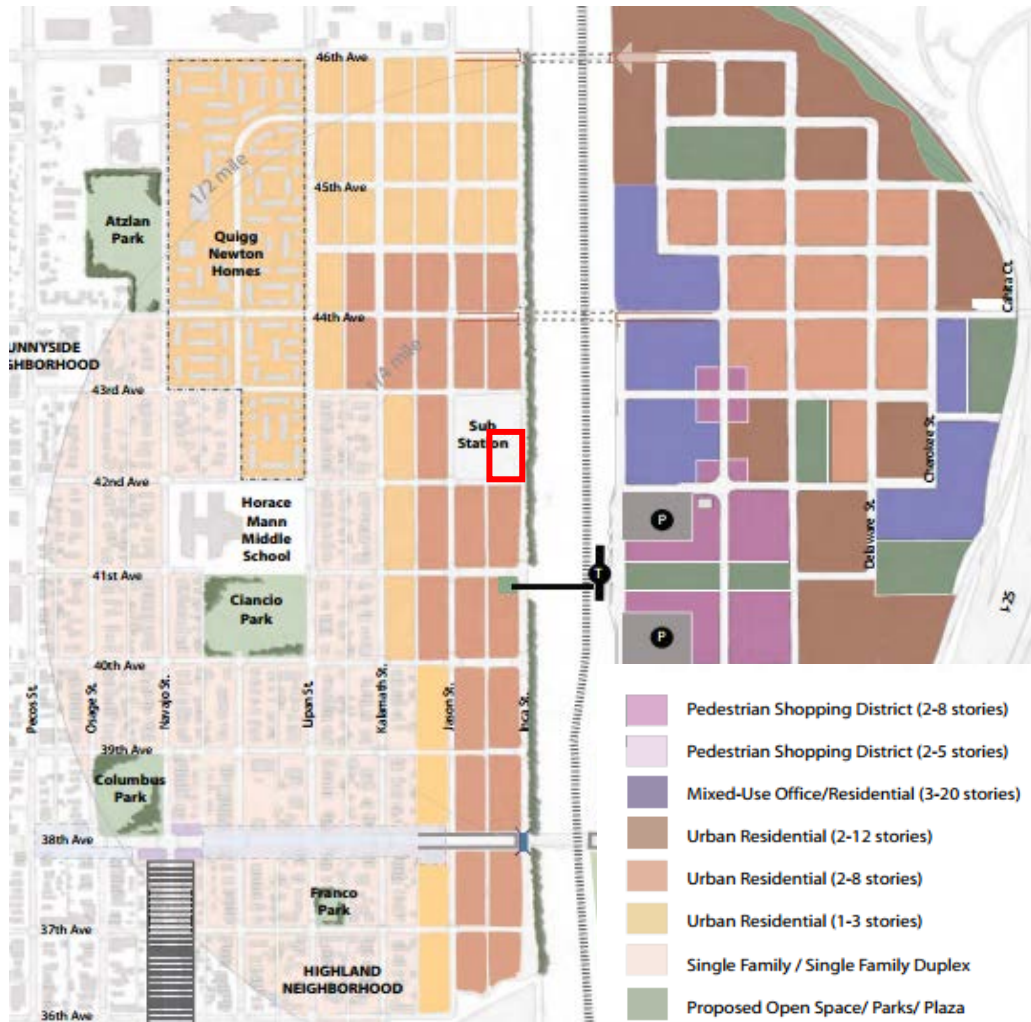 46th Ave
1/2 mile
45th Ave
Atzlan
Park
Quigg
Newton
Homes
Cahita Ct.
44th Ave
UNNYSIDE
GHBORHOOD
1/4 mile
43rd Ave
Sub
Station
Cherokee St.
42nd Ave
Horace
Mann
Middle
School
P
Delaware St.
41st Ave
T
Ciancio
Park
I-25
P
40th Ave
Pecos St.
Osage St.
Navajo St.
Lipan St.
Kalamath St.
Jason St.
Inca St.
39th Ave
Columbus
Park
38th Ave
Franco
Park
37th Ave
HIGHLAND
NEIGHBORHOOD
36th Ave
Pedestrian Shopping District (2-8 stories)
Pedestrian Shopping District (2-5 stories)
Mixed-Use Office/Residential (3-20 stories)
Urban Residential (2-12 stories)
Urban Residential (2-8 stories)
Urban Residential (1-3 stories)
Single Family / Single Family Duplex
Proposed Open Space/ Parks/ Plaza